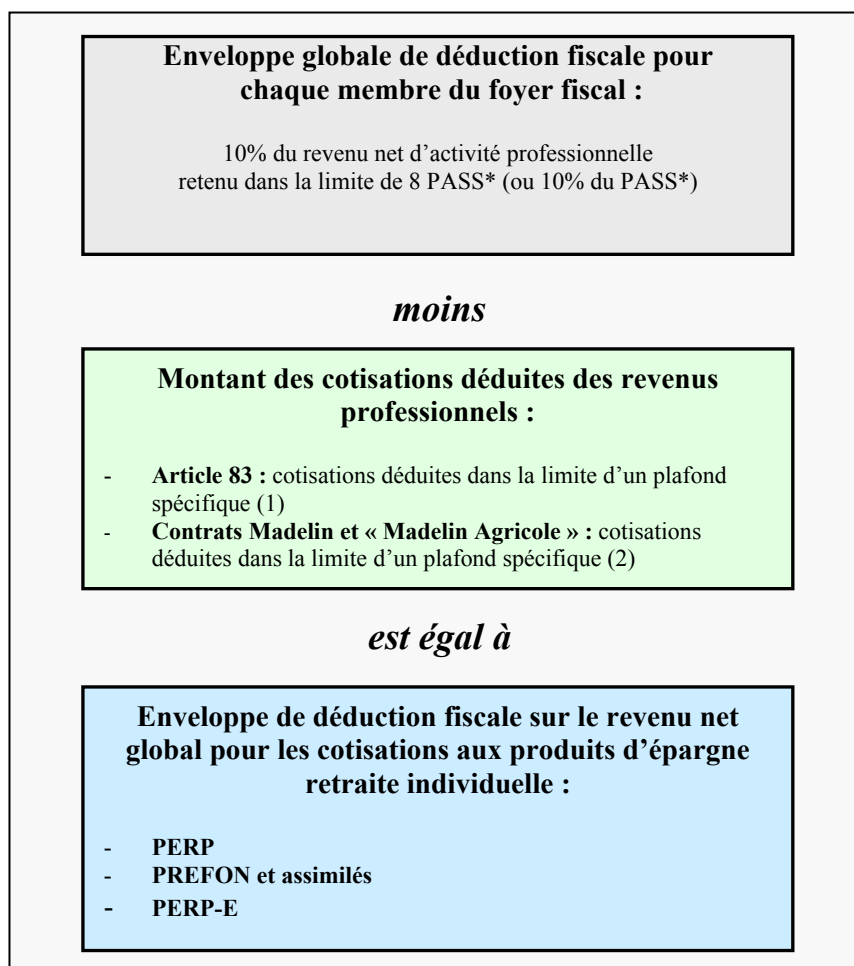 Enveloppe globale de déduction fiscale pour
chaque membre du foyer fiscal :
10% du revenu net d’activité professionnelle
retenu dans la limite de 8 PASS* (ou 10% du PASS*)
moins
Montant des cotisations déduites des revenus
professionnels :
- Article 83 : cotisations déduites dans la limite d’un plafond
spécifique (1)
- Contrats Madelin et « Madelin Agricole » : cotisations
déduites dans la limite d’un plafond spécifique (2)
est égal à
Enveloppe de déduction fiscale sur le revenu net
global pour les cotisations aux produits d’épargne
retraite individuelle :
- PERP
- PREFON et assimilés
- PERP-E